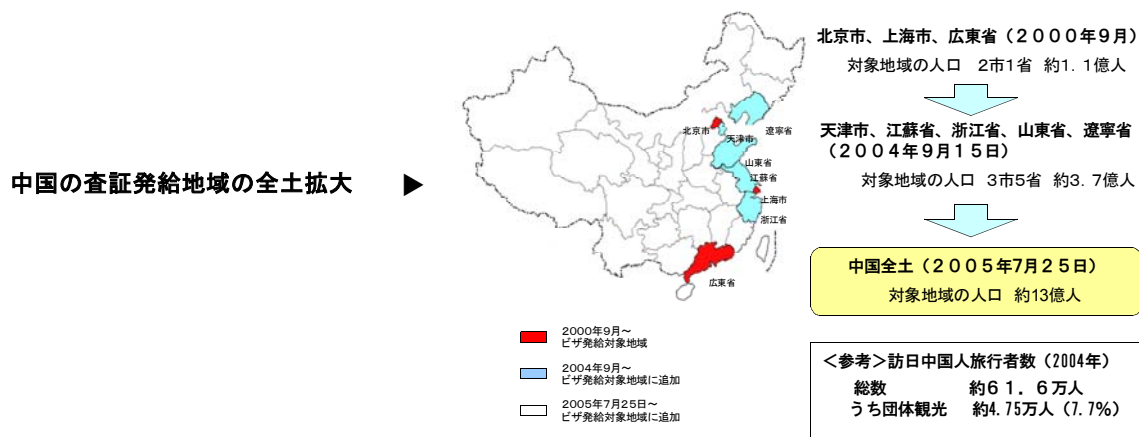 中国の査証発給地域の全土拡大 ▶
北京市
天津市
遼寧省
山東省
江蘇省
上海市
浙江省
広東省
2000年9月～
ビザ発給対象地域
2004年9月～
ビザ発給対象地域に追加
2005年7月25日～
ビザ発給対象地域に追加
北京市、上海市、広東省（２０００年９月）
対象地域の人口　2市1省　約1．1億人
天津市、江蘇省、浙江省、山東省、遼寧省
（２００４年９月１５日）
対象地域の人口　3市5省　約3．7億人
中国全土（２００５年7月２５日）
対象地域の人口　約13億人
＜参考＞訪日中国人旅行者数（2004年）
総数　約６１．６万人
うち団体観光　約4.75万人（7.7％）